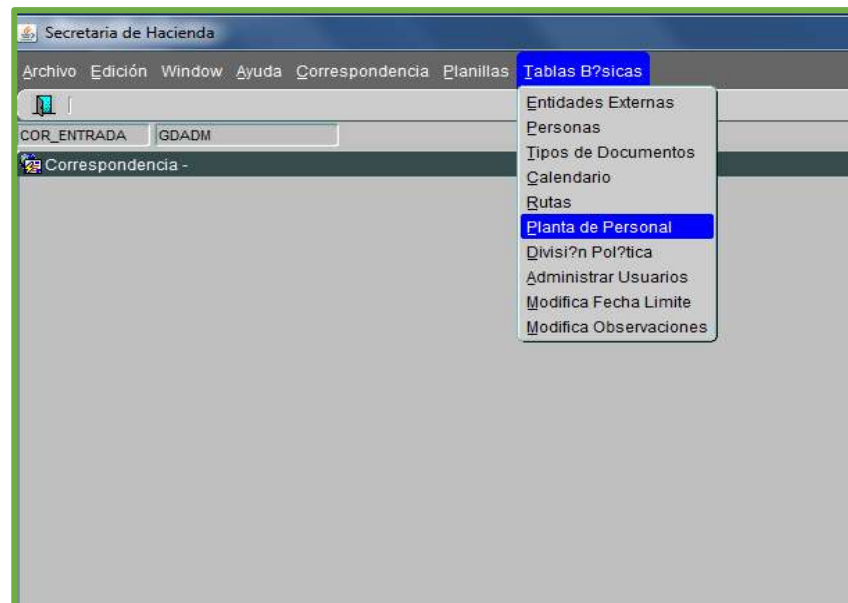 Secretaria de Hacienda
Archivo Edición Window Ayuda Correspondencia Planillas Tablas B?sicas
COR_ENTRADA GDADM
Correspondencia -
Entidades Externas
Personas
Tipos de Documentos
Calendario
Rutas
Planta de Personal
Divisi?n Pol?tica
Administrar Usuarios
Modifica Fecha Limite
Modifica Observaciones